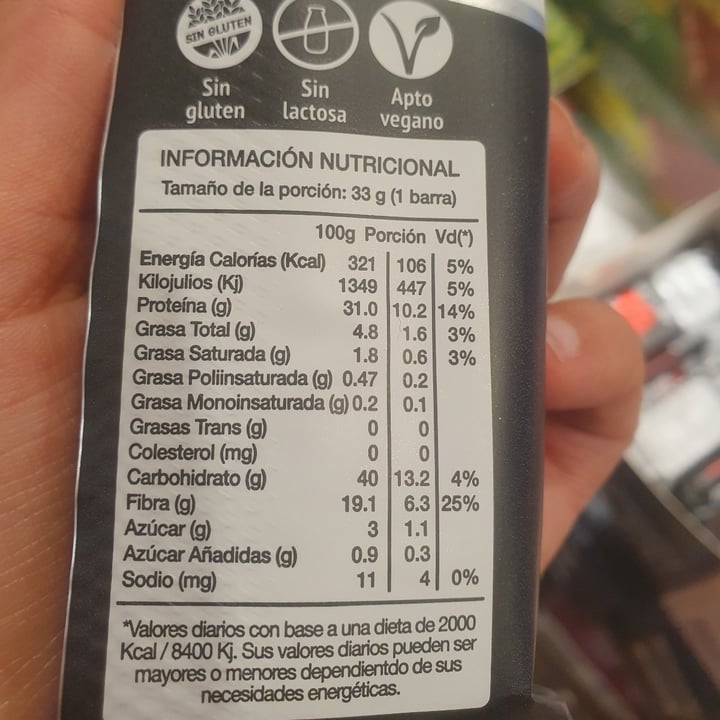 SIN GLUTEN
Sin gluten
Sin lactosa
Apto vegano
INFORMACIÓN NUTRICIONAL
Tamaño de la porción: 33 g (1 barra)
100g Porción Vd(*)
Energía Calorías (Kcal) 321 106 5%
Kilojulios (Kj) 1349 447 5%
Proteína (g) 31.0 10.2 14%
Grasa Total (g) 4.8 1.6 3%
Grasa Saturada (g) 1.8 0.6 3%
Grasa Poliinsaturada (g) 0.47 0.2
Grasa Monoinsaturada (g) 0.2 0.1
Grasas Trans (g) 0 0
Colesterol (mg) 0 0
Carbohidrato (g) 40 13.2 4%
Fibra (g) 19.1 6.3 25%
Azúcar (g) 3 1.1
Azúcar Añadidas (g) 0.9 0.3
Sodio (mg) 11 4 0%
*Valores diarios con base a una dieta de 2000
Kcal / 8400 Kj. Sus valores diarios pueden ser
mayores o menores dependientdo de sus
necesidades energéticas.